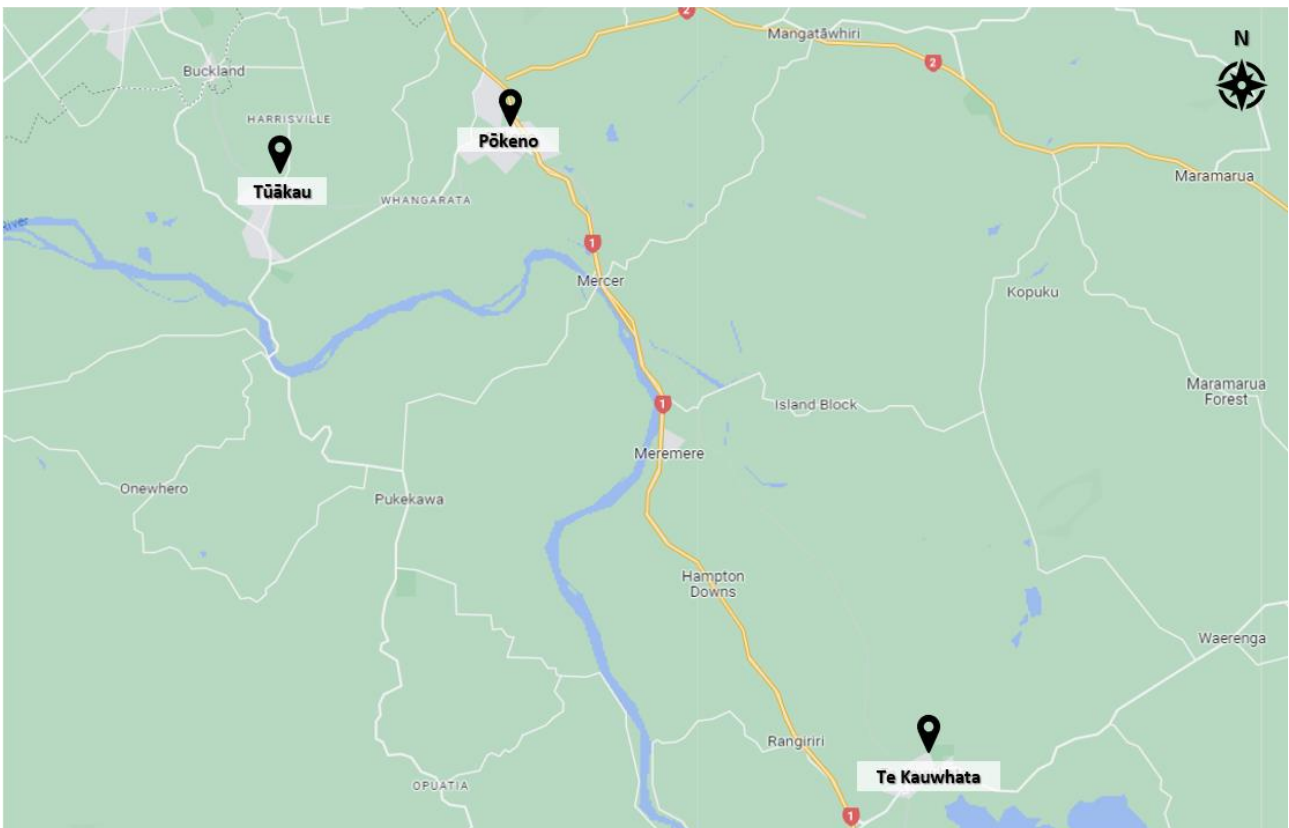 2
Mangatāwhiri
N
Buckland
2
HARRISVILLE
Pōkeno
Maramarua
Tūākau
WHANGARATA
River
1
Mercer
Kopuku
Maramarua
Forest
1
Island Block
Meremere
Onewhero
Pukekawa
Hampton
Downs
Waerenga
Rangiriri
Te Kauwhata
OPUATIA
1